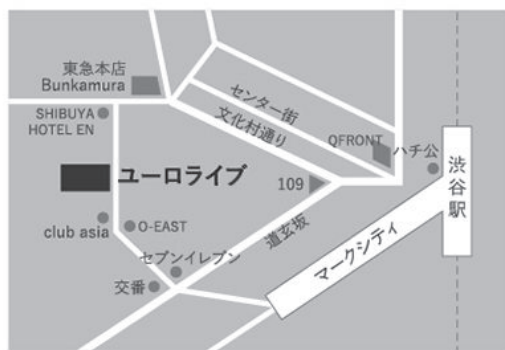 東急本店
Bunkamura
SHIBUYA
HOTEL EN
センター街
文化村通り
QFRONT
ハチ公
渋谷駅
ユーロライブ
109
道玄坂
マークシティ
club asia
O-EAST
セブンイレブン
交番